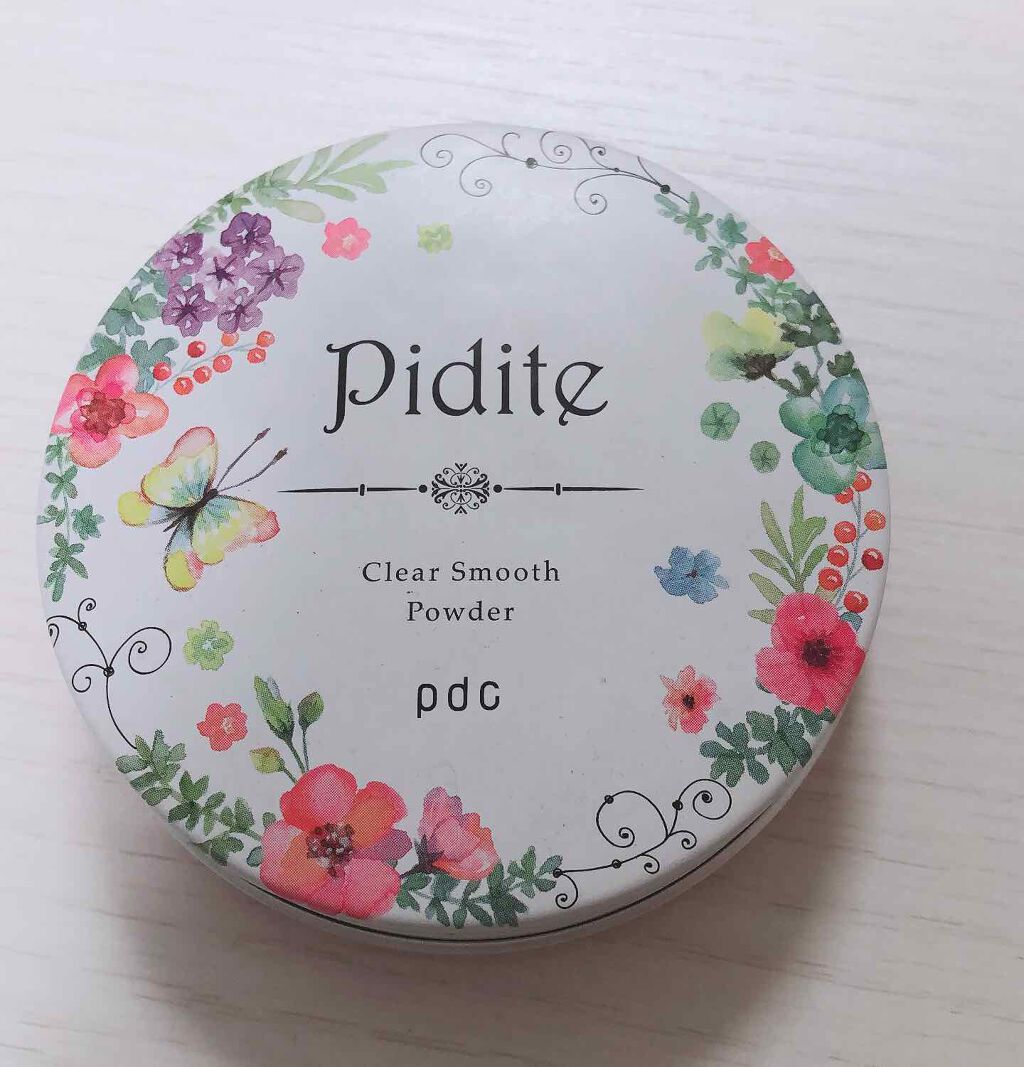 Pidite
Clear Smooth
Powder
pdc